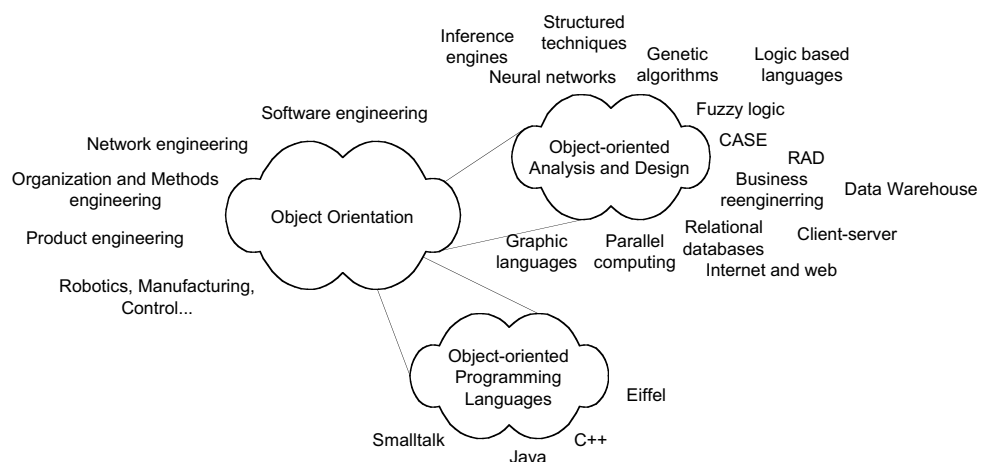 Inference
engines
Structured
techniques
Genetic
algorithms
Logic based
languages
Neural networks
Fuzzy logic
CASE
RAD
Business
reenginerring
Data Warehouse
Client-server
Relational
databases
Internet and web
Parallel
computing
Graphic
languages
Object-oriented
Analysis and Design
Software engineering
Network engineering
Organization and Methods
engineering
Product engineering
Robotics, Manufacturing,
Control...
Object Orientation
Object-oriented
Programming
Languages
Eiffel
Smalltalk
C++
Java